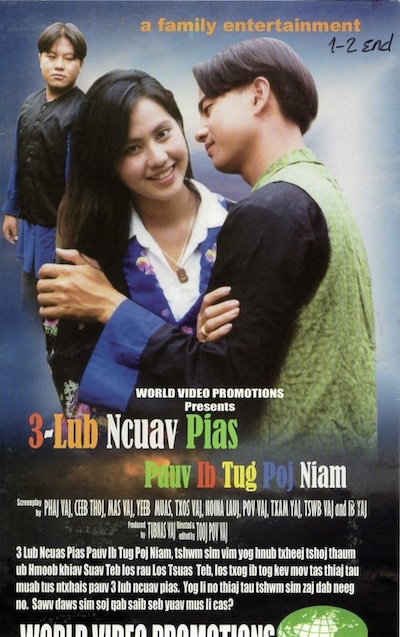 a family entertainment
1-2 End
WORLD VIDEO PROMOTIONS
Presents
3-Lub Ncuav Pias
Pauv Ib Tug Poj Niam
Screenplay by PHAJ VAJ, CEEB THOJ, MAS VAJ, YEEB MUAS, TXOS VAJ, NOINA LAUJ, POV VAJ, TXAM YAJ, TSWB VAJ and IB YAJ
Produced by TUBNAS VAJ Directed & edited by TOOJ POV VAJ
3 Lub Ncuas Pias Pauv Ib Tug Poj Niam, tshwm sim vim yog hnub txheej tshoj thaum
ub Hmoob khiav Suav Teb los rau Los Tsuas Teb, los txog ib tog kev mov tas thiaj tau
muab tus ntxhais pauv 3 lub ncuav pias. Yog li no thiaj tau tshwm sim zaj dab neeg
no. Sawv daws sim soj qab saib seb yuav mus li cas?
WORLD VIDEO PROMOTIONS